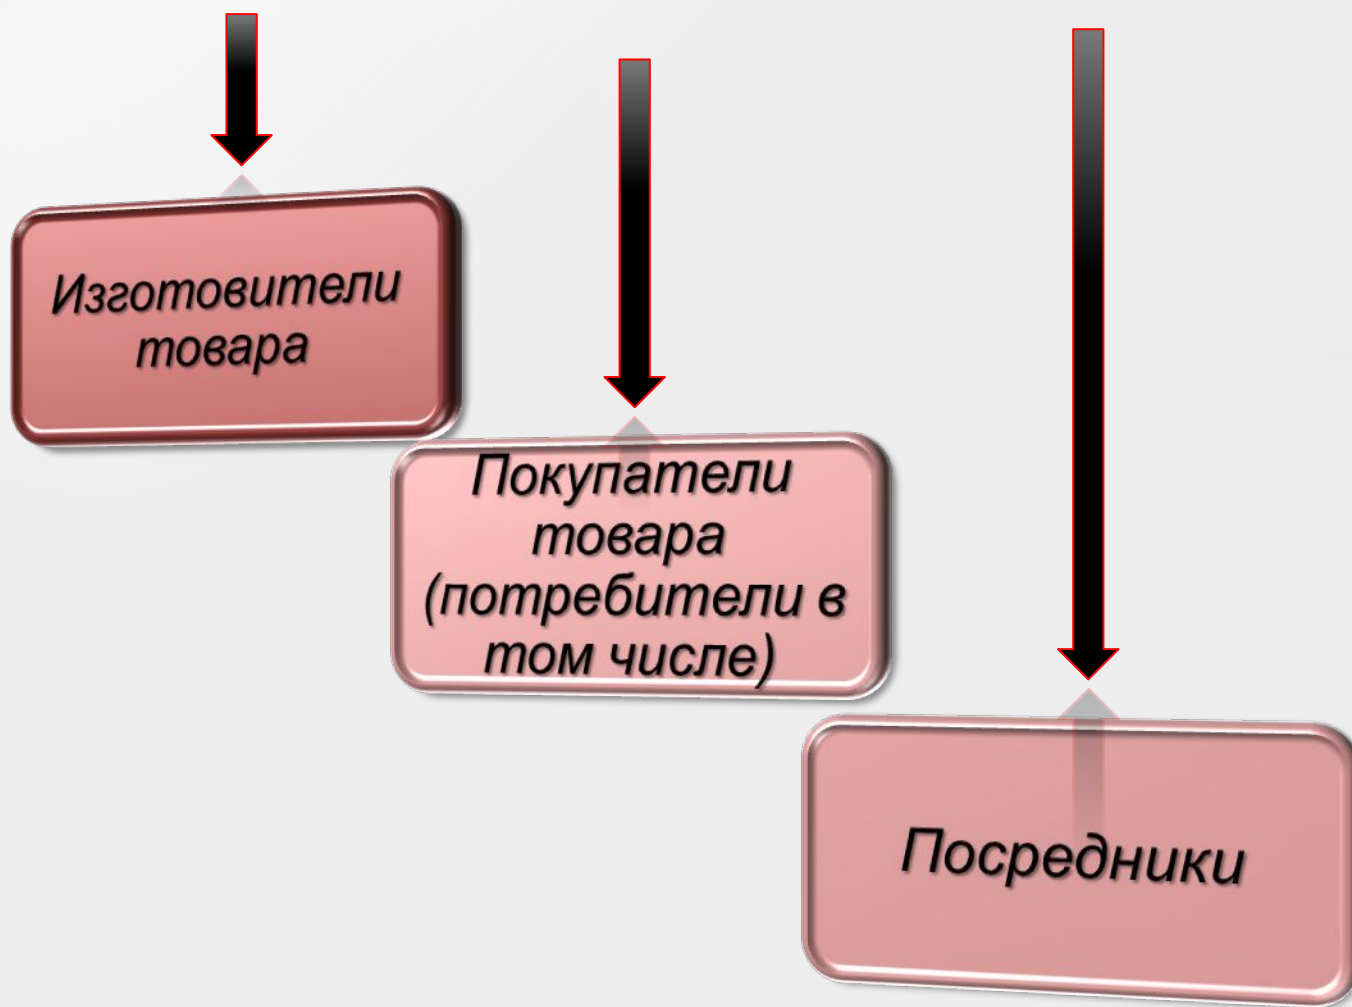 Изготовители
товара
Покупатели
товара
(потребители в
том числе)
Посредники